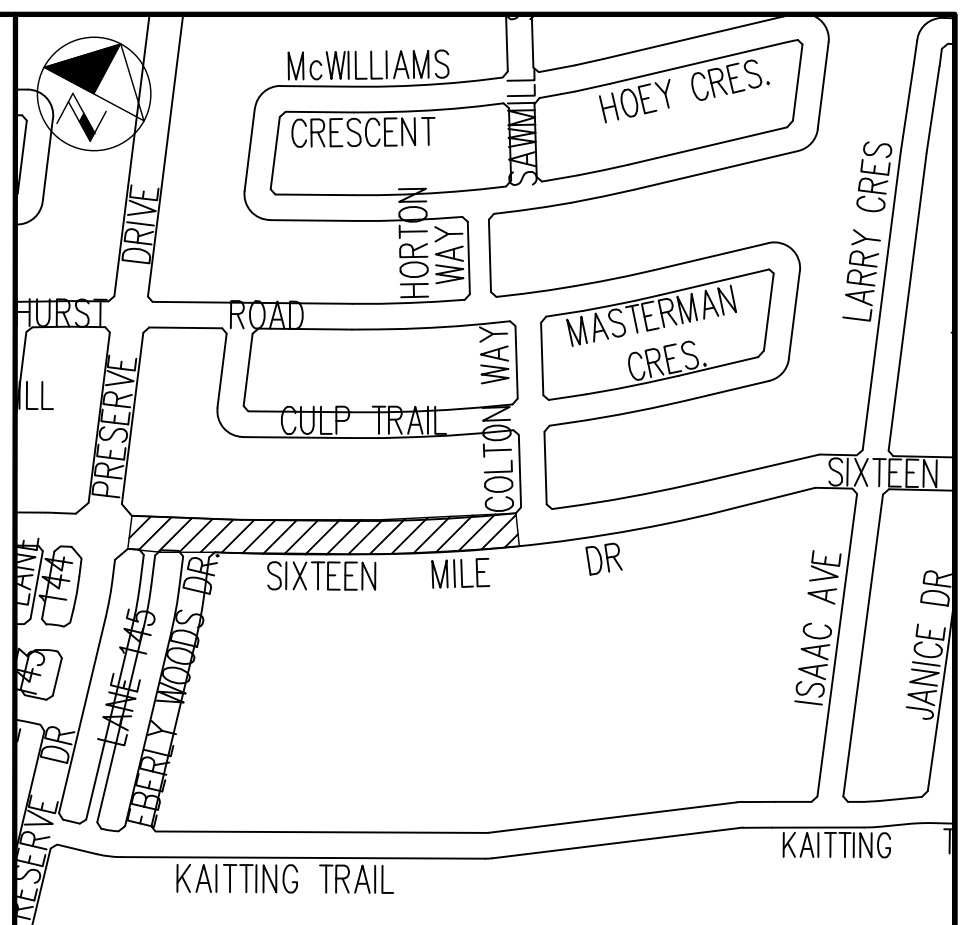 McWILLIAMS
CRESCENT
SAWMILL
HOEY CRES.
LARRY CRES
DRIVE
HORTON
WAY
HURST
ROAD
MASTERMAN
CRES.
WAY
COLTON
ILL
PRESERVE
CULP TRAIL
SIXTEEN
N
SIXTEEN MILE DR
LANE
144
143
LANE 145
EBERLY WOODS DR.
ISAAC AVE
JANICE DR
DR
RESERVE
KAITTING TRAIL
KAITTING T